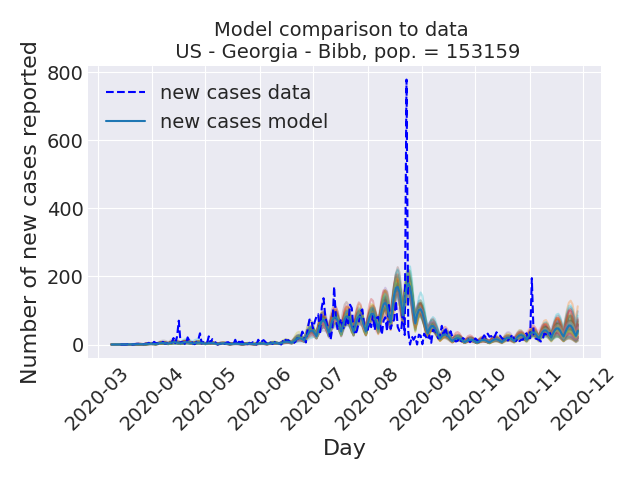 Model comparison to data
US - Georgia - Bibb, pop. = 153159
Number of new cases reported
800
600
400
200
0
new cases data
new cases model
2020-03
2020-04
2020-05
2020-06
2020-07
2020-08
2020-09
2020-10
2020-11
2020-12
Day